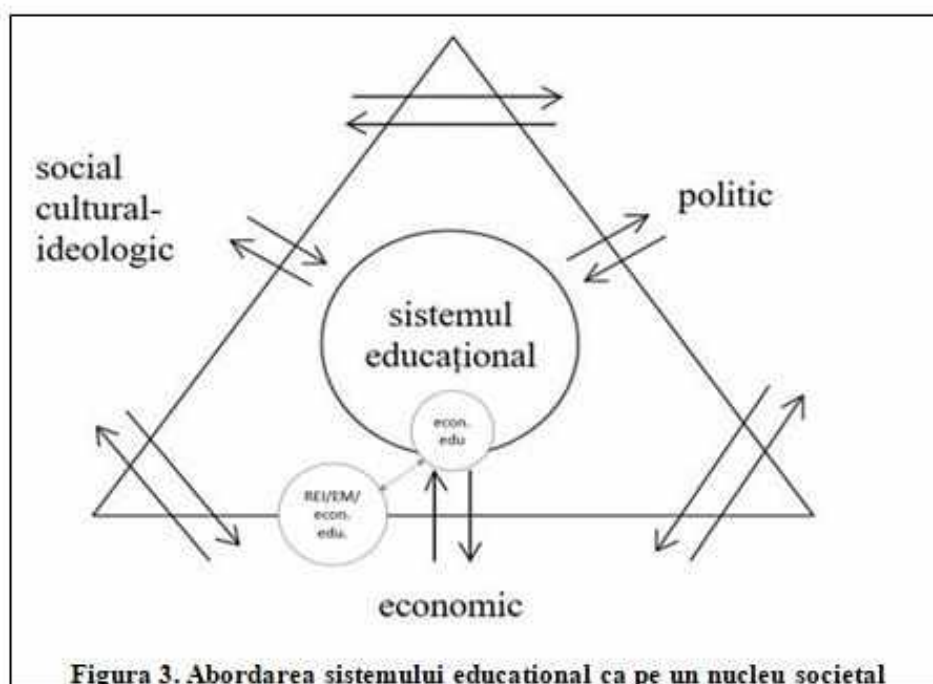 social
cultural-
ideologic
politic
sistemul
educațional
econ.
edu
REI/EM/
econ.
edu.
economic
Figura 3. Abordarea sistemului educațional ca pe un nucleu societal